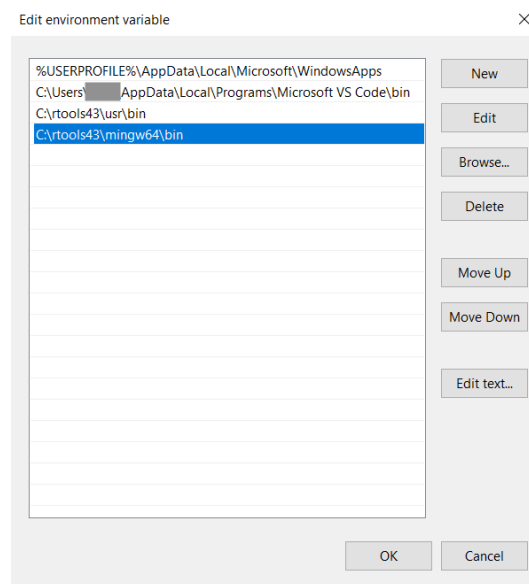 Edit environment variable
%USERPROFILE%\AppData\Local\Microsoft\WindowsApps
C:\Users\ AppData\Local\Programs\Microsoft VS Code\bin
C:\rtools43\usr\bin
C:\rtools43\mingw64\bin
New
Edit
Browse...
Delete
Move Up
Move Down
Edit text...
OK
Cancel